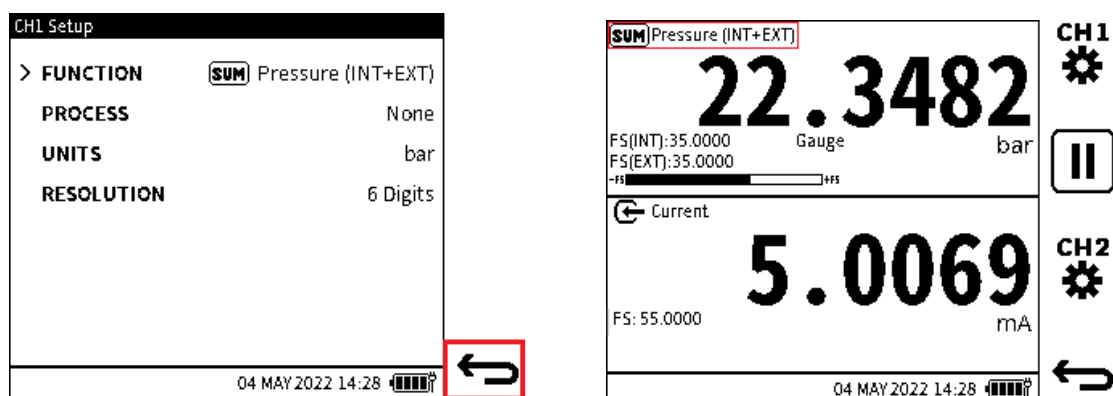 CH1 Setup
> FUNCTION SUM Pressure (INT+EXT)
PROCESS None
UNITS bar
RESOLUTION 6 Digits
04 MAY 2022 14:28
SUM Pressure (INT+EXT)
22.3482
FS(INT):35.0000 Gauge bar
FS(EXT):35.0000
-FS +FS
Current
5.0069
FS: 55.0000 mA
04 MAY 2022 14:28
CH1
CH2